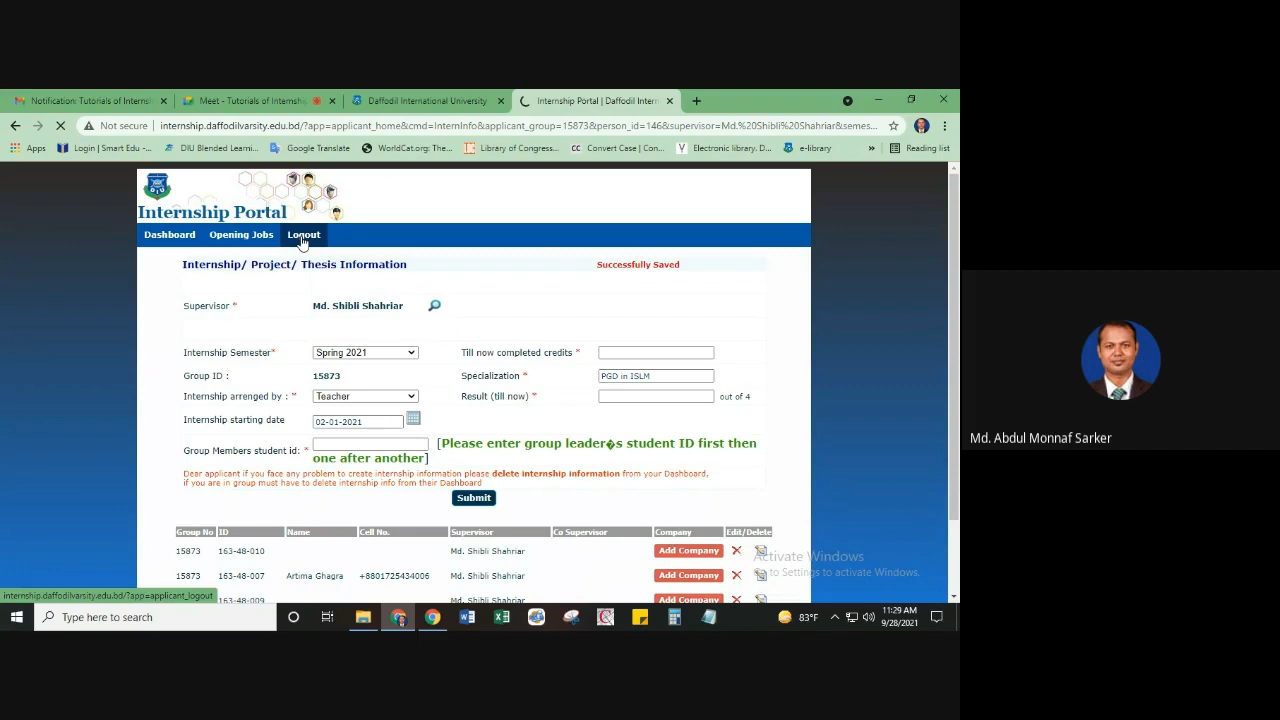 Notification: Tutorials of Internsh
Meet - Tutorials of Internship
Daffodil International University
Internship Portal | Daffodil Intern
Not secure
internship.daffodilvarsity.edu.bd/?app=applicant_home&cmd=InternInfo&applicant_group=15873&person_id=146&supervisor=Md.%20Shibli%20Shahriar&semes...
Apps
Login | Smart Edu -...
DIU Blended Learni...
Google Translate
WorldCat.org: The...
Library of Congress...
CC Convert Case | Con...
Electronic library. D...
e-library
»
Reading list
DIU
Internship Portal
Dashboard Opening Jobs Logout
Internship/ Project/ Thesis Information
Successfully Saved
Supervisor * Md. Shibli Shahriar
Internship Semester* Spring 2021 Till now completed credits *
Group ID : 15873 Specialization * PGD in ISLM
Internship arranged by : * Teacher Result (till now) * out of 4
Internship starting date 02-01-2021
Group Members student id: * [Please enter group leader�s student ID first then
one after another]
Dear applicant if you face any problem to create internship information please delete internship information from your Dashboard,
if you are in group must have to delete internship info from their Dashboard
Submit
Group No ID Name Cell No. Supervisor Co Supervisor Company Edit/Delete
15873 163-48-010 Md. Shibli Shahriar Add Company
15873 163-48-007 Artima Ghagra +8801725434006 Md. Shibli Shahriar Add Company
163-48-009 Md. Shibli Shahriar Add Company
Activate Windows
to Settings to activate Windows.
internship.daffodilvarsity.edu.bd/?app=applicant_logout
Type here to search
83°F
11:29 AM
9/28/2021
Md. Abdul Monnaf Sarker